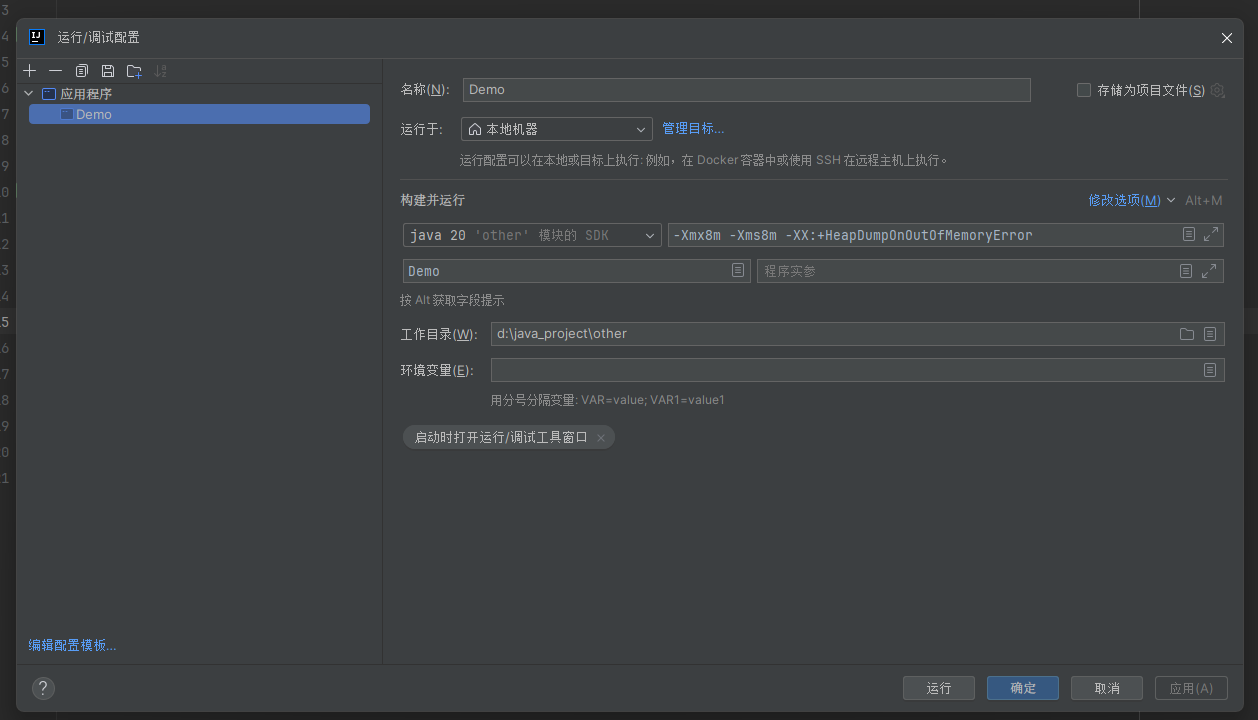 运行/调试配置
应用程序
Demo
编辑配置模板...
名称(N):
Demo
存储为项目文件(S)
运行于:
本地机器
管理目标...
运行配置可以在本地或目标上执行: 例如，在 Docker 容器中或使用 SSH 在远程主机上执行。
构建并运行
修改选项(M)
Alt+M
java 20 'other' 模块的 SDK
-Xmx8m -Xms8m -XX:+HeapDumpOnOutOfMemoryError
Demo
程序实参
按 Alt 获取字段提示
工作目录(W):
d:\java_project\other
环境变量(E):
用分号分隔变量: VAR=value; VAR1=value1
启动时打开运行/调试工具窗口
?
运行
确定
取消
应用(A)